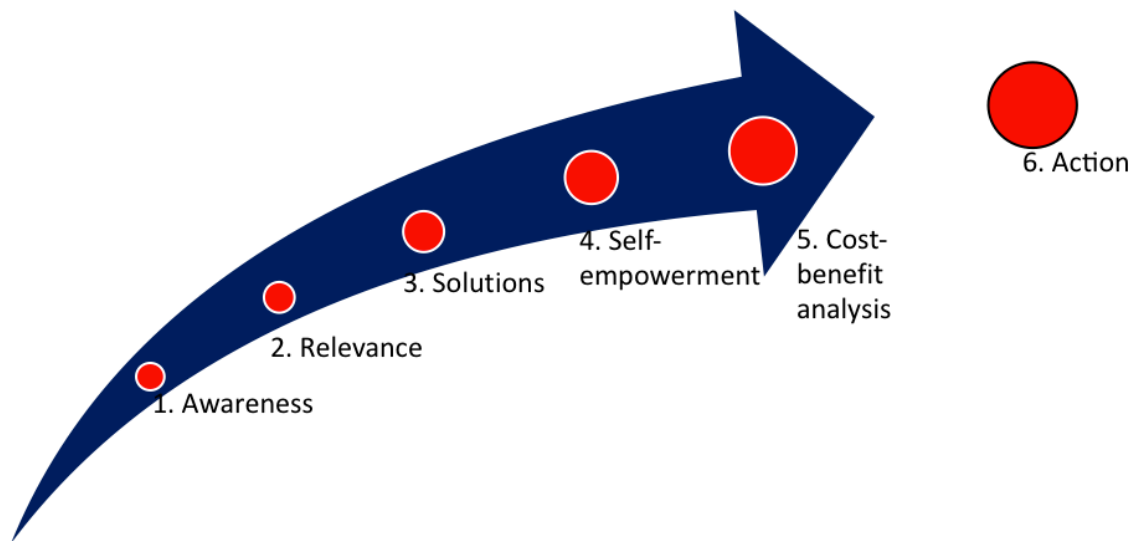 1. Awareness
2. Relevance
3. Solutions
4. Self-
empowerment
5. Cost-
benefit
analysis
6. Action